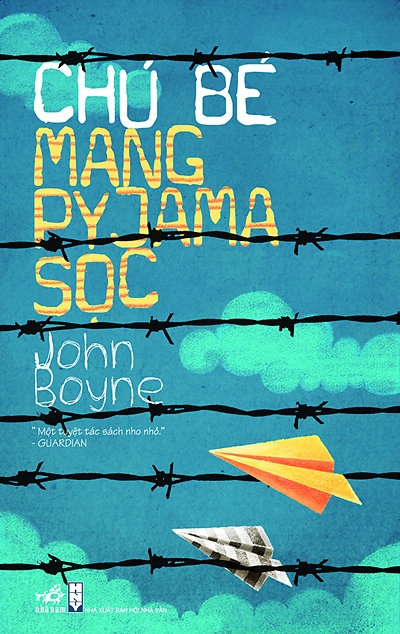 CHÚ BÉ
MANG
PYJAMA
SỌC
John
Boyne
“Một tuyệt tác sách nho nhỏ.”
- GUARDIAN
nhã nam
NHÀ XUẤT BẢN HỘI NHÀ VĂN